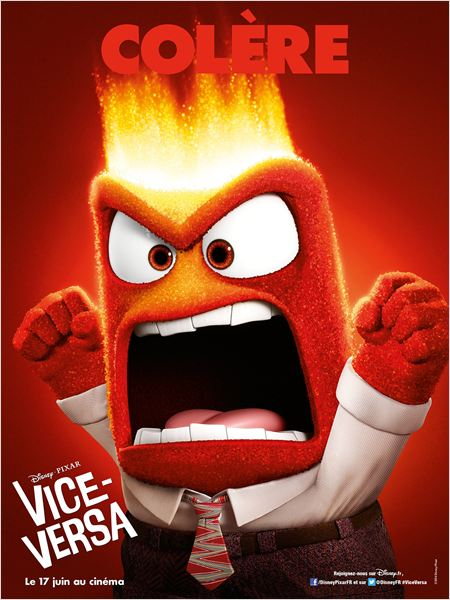 COLÈRE
Disney PIXAR
VICE-
VERSA
Le 17 juin au cinéma
Rejoignez-nous sur Disney.fr,
/DisneyPixarFR et sur @DisneyFR #ViceVersa